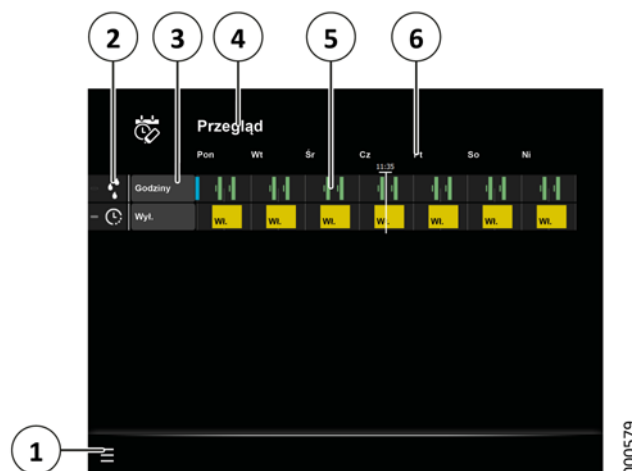 2 3 4 5 6
Przegląd
Pon Wt Śr Cz Pt So Ni
11:35
Godziny
Wył. Wł. Wł. Wł. Wł. Wł. Wł. Wł.
1